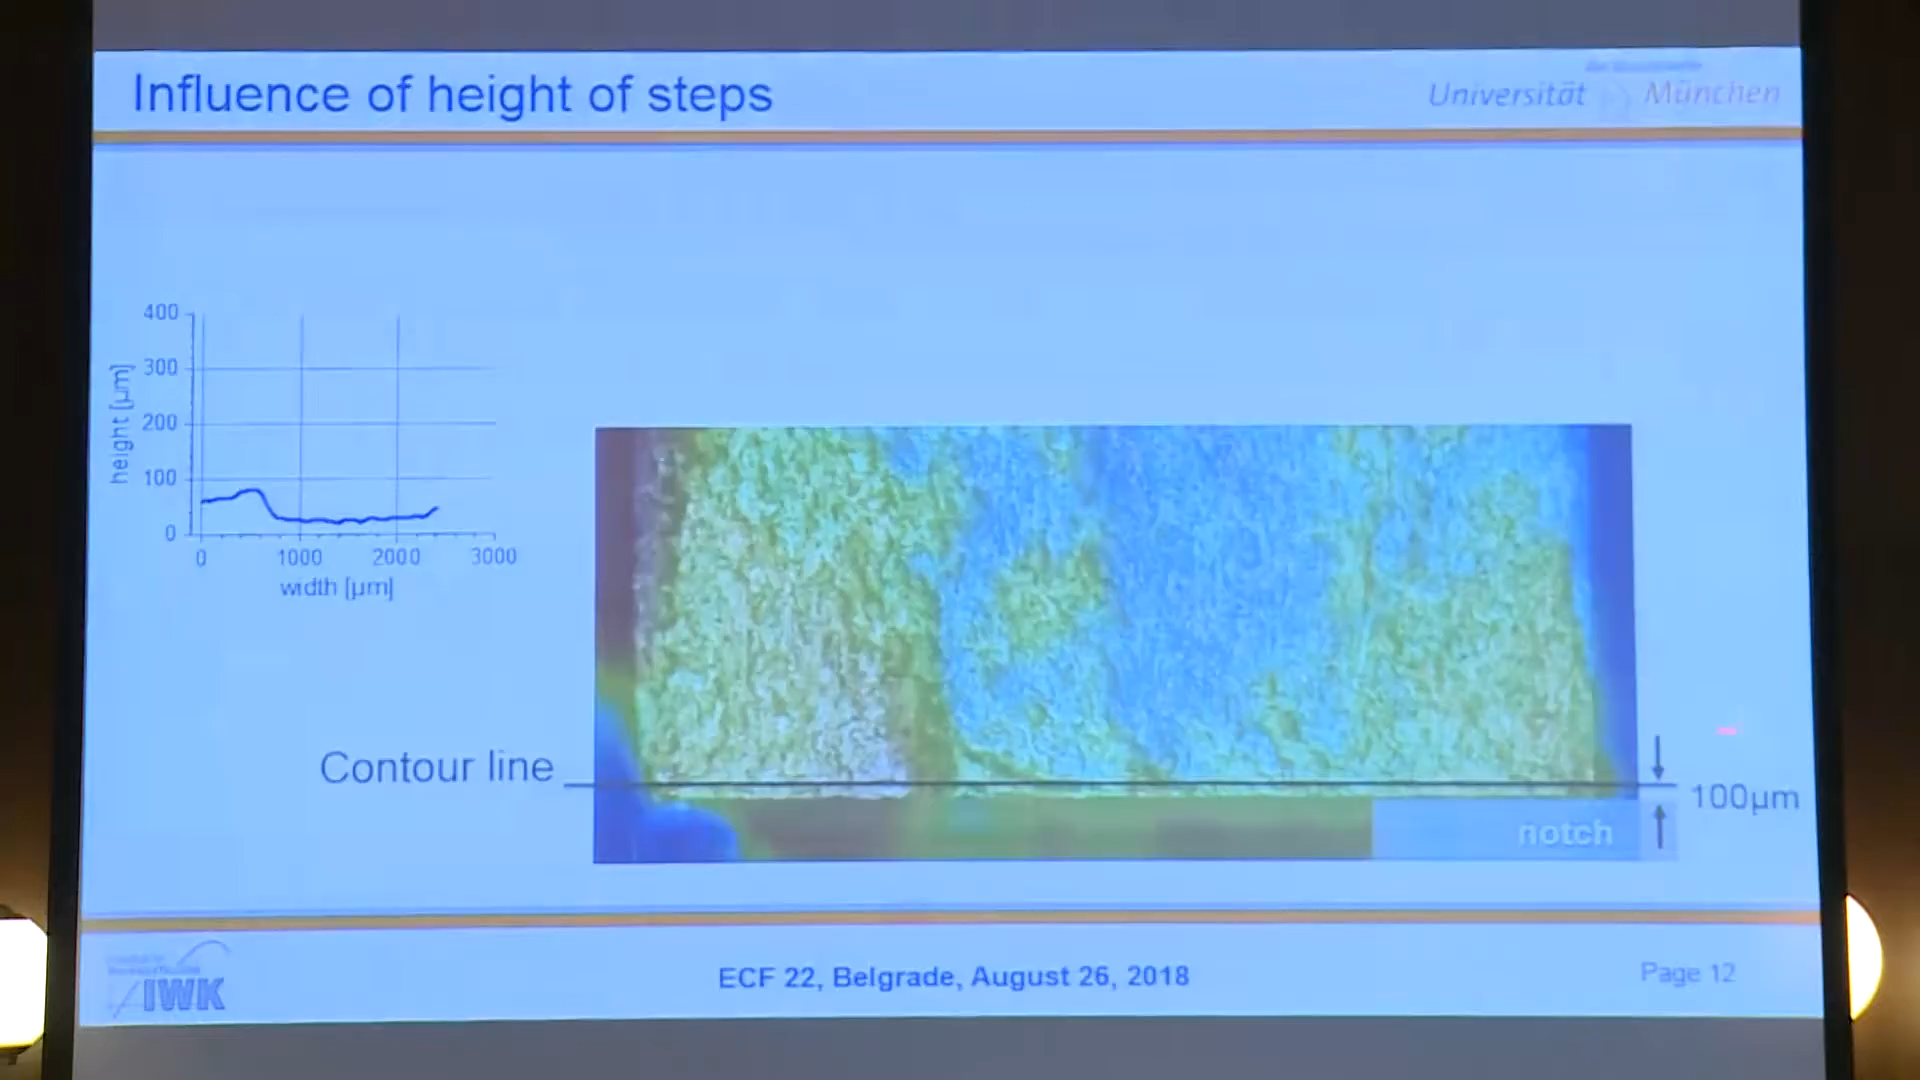 Influence of height of steps
Universität München
400
300
200
100
0
height [µm]
0 1000 2000 3000
width [µm]
Contour line
100µm
notch
IWK
ECF 22, Belgrade, August 26, 2018
Page 12